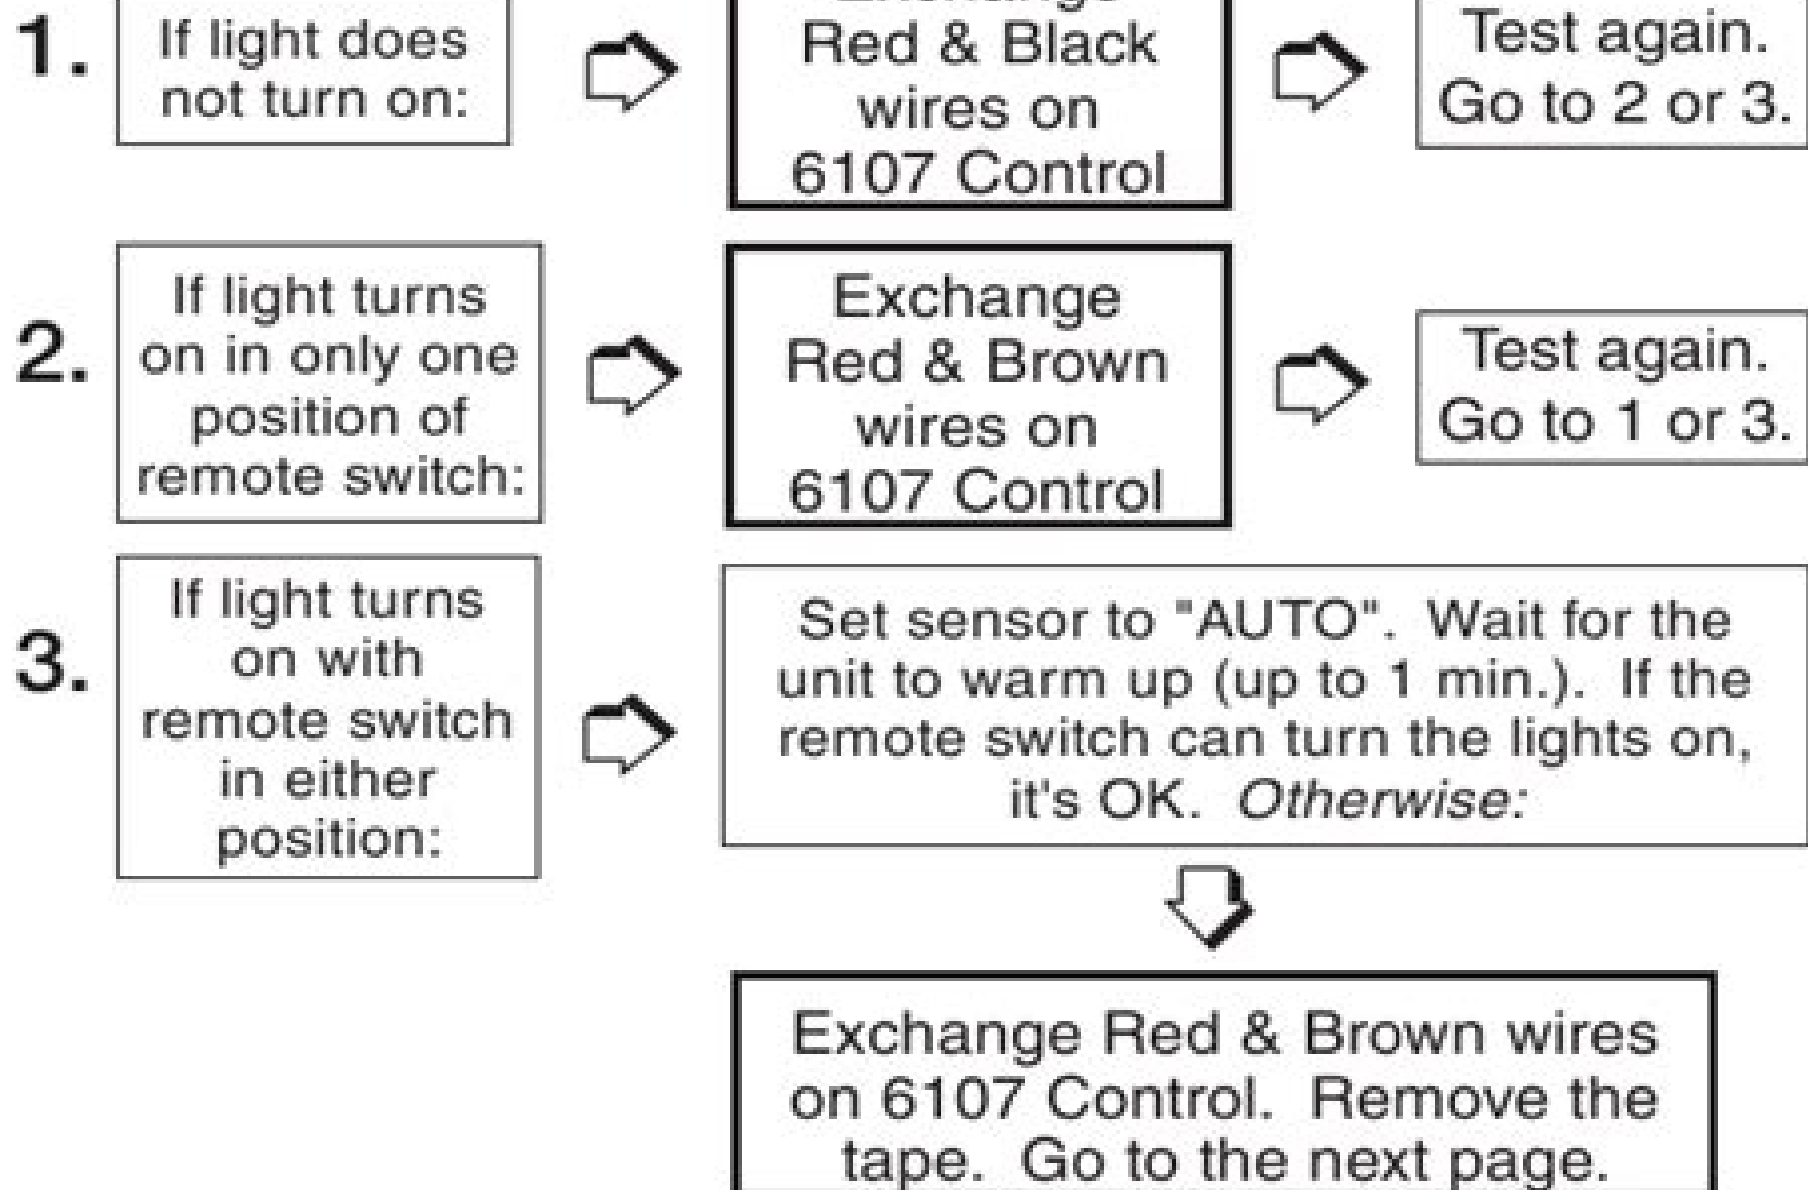 1.
If light does
not turn on:
Exchange
Red & Black
wires on
6107 Control
Test again.
Go to 2 or 3.
2.
If light turns
on in only one
position of
remote switch:
Exchange
Red & Brown
wires on
6107 Control
Test again.
Go to 1 or 3.
3.
If light turns
on with
remote switch
in either
position:
Set sensor to "AUTO". Wait for the
unit to warm up (up to 1 min.). If the
remote switch can turn the lights on,
it's OK. Otherwise:
Exchange Red & Brown wires
on 6107 Control. Remove the
tape. Go to the next page.